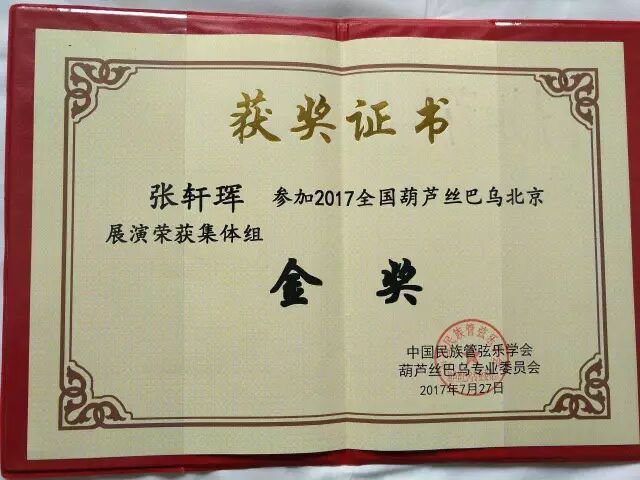 获奖证书
张轩珲 参加2017全国葫芦丝巴乌北京
展演荣获集体组
金奖
中国民族管弦乐学会
葫芦丝巴乌专业委员会
2017年7月27日